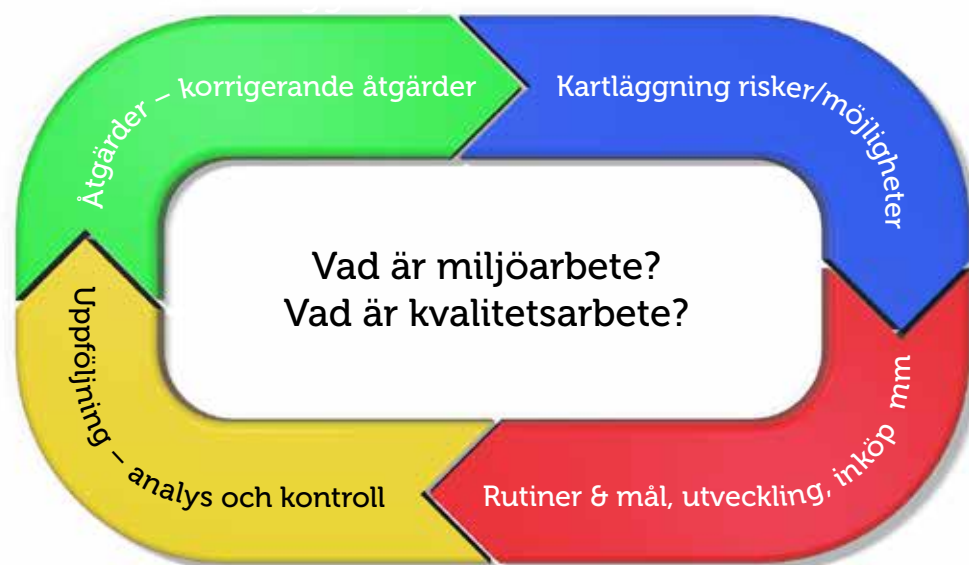 Åtgärder – korrigerande åtgärder
Kartläggning risker/möjligheter
Vad är miljöarbete?
Vad är kvalitetsarbete?
Uppföljning – analys och kontroll
Rutiner & mål, utveckling, inköp mm